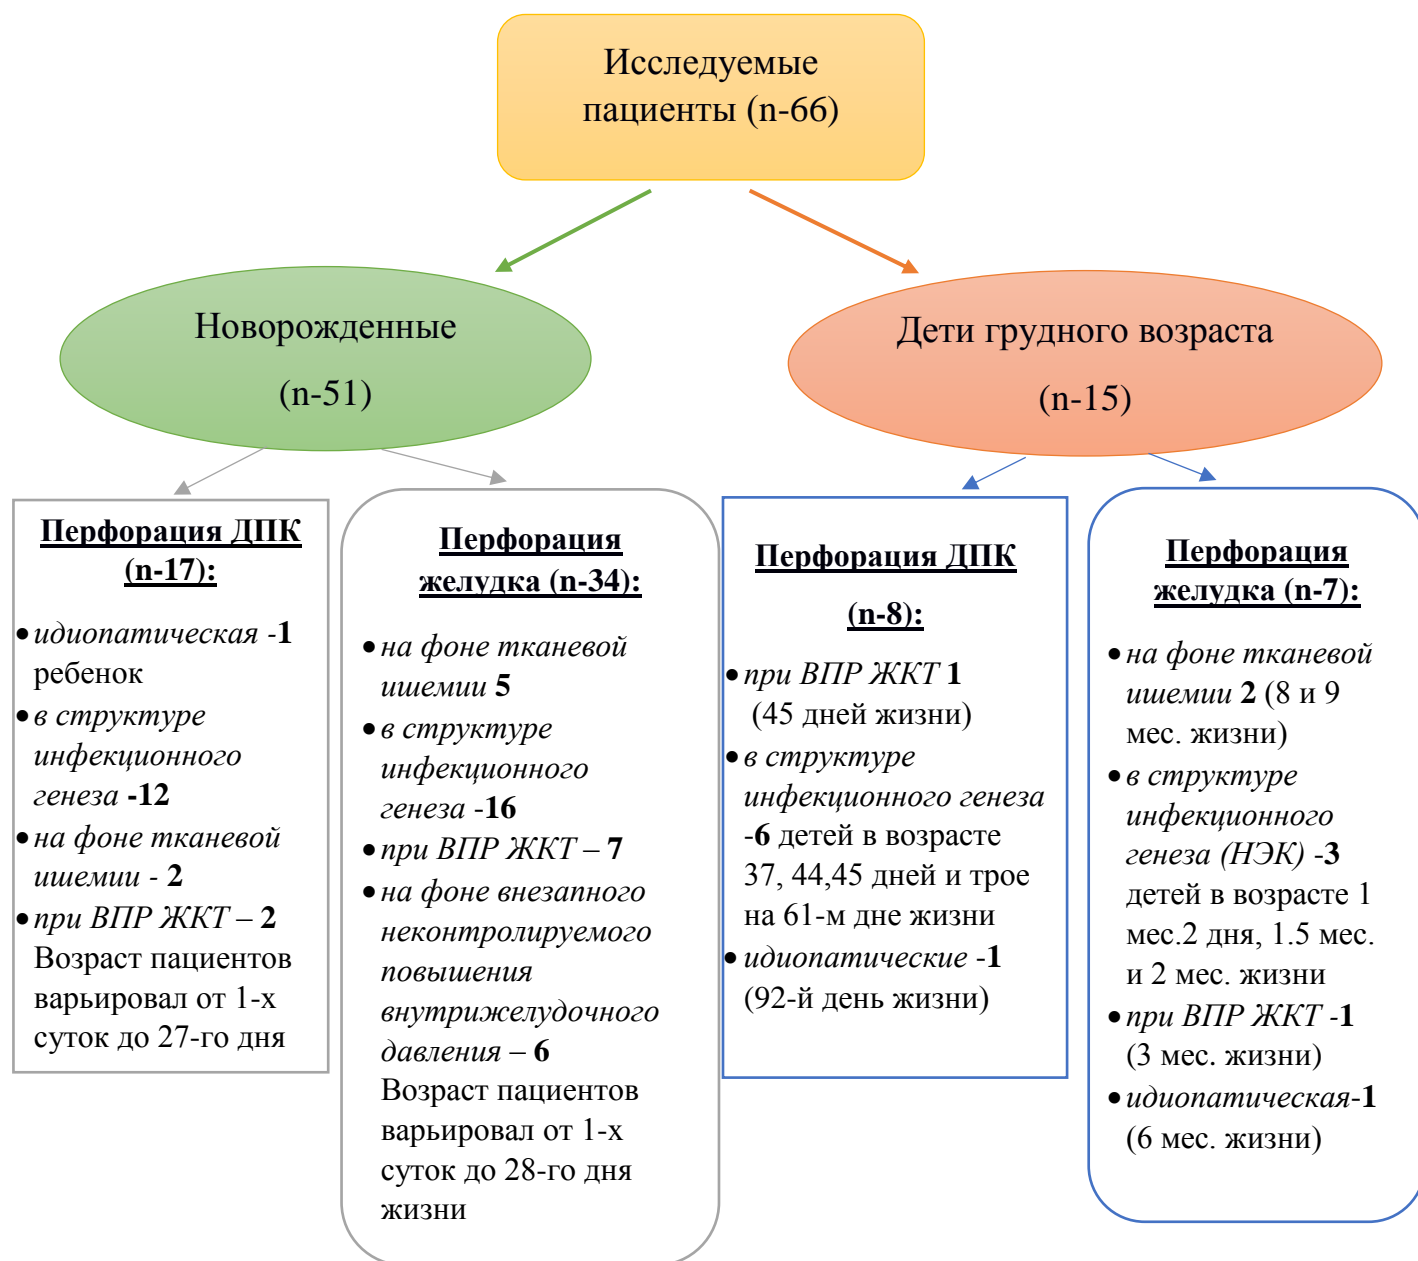 Исследуемые
пациенты (n-66)
Новорожденные
(n-51)
Дети грудного возраста
(n-15)
Перфорация ДПК
(n-17):
• идиопатическая -1
ребенок
• в структуре
инфекционного
генеза -12
• на фоне тканевой
ишемии - 2
• при ВПР ЖКТ – 2
Возраст пациентов
варьировал от 1-х
суток до 27-го дня
Перфорация
желудка (n-34):
• на фоне тканевой
ишемии 5
• в структуре
инфекционного
генеза -16
• при ВПР ЖКТ – 7
• на фоне внезапного
неконтролируемого
повышения
внутрижелудочного
давления – 6
Возраст пациентов
варьировал от 1-х
суток до 28-го дня
жизни
Перфорация ДПК
(n-8):
• при ВПР ЖКТ 1
(45 дней жизни)
• в структуре
инфекционного генеза
-6 детей в возрасте
37, 44,45 дней и трое
на 61-м дне жизни
• идиопатические -1
(92-й день жизни)
Перфорация
желудка (n-7):
• на фоне тканевой
ишемии 2 (8 и 9
мес. жизни)
• в структуре
инфекционного
генеза (НЭК) -3
детей в возрасте 1
мес.2 дня, 1.5 мес.
и 2 мес. жизни
• при ВПР ЖКТ -1
(3 мес. жизни)
• идиопатическая-1
(6 мес. жизни)